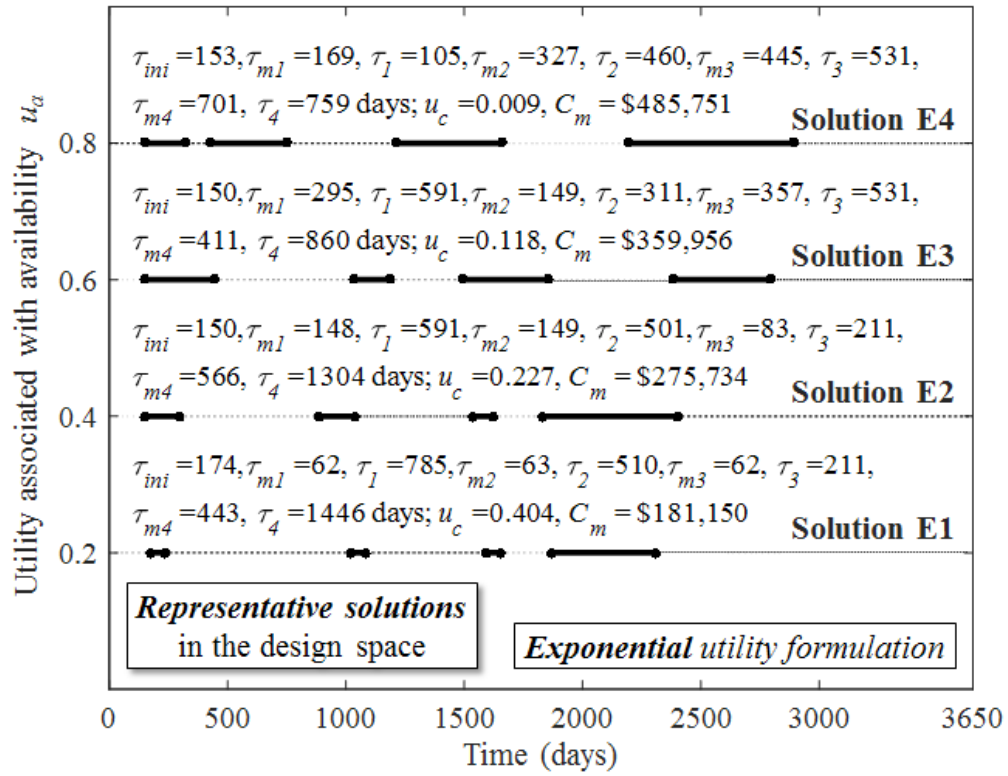 τini =153, τm1 =169, τ1 =105, τm2 =327, τ2 =460, τm3 =445, τ3 =531,
τm4 =701, τ4 =759 days; uc =0.009, Cm =$485,751
Solution E4
0.8
τini =150, τm1 =295, τ1 =591, τm2 =149, τ2 =311, τm3 =357, τ3 =531,
τm4 =411, τ4 =860 days; uc =0.118, Cm =$359,956
Solution E3
0.6
τini =150, τm1 =148, τ1 =591, τm2 =149, τ2 =501, τm3 =83, τ3 =211,
τm4 =566, τ4 =1304 days; uc =0.227, Cm =$275,734
Solution E2
0.4
τini =174, τm1 =62, τ1 =785, τm2 =63, τ2 =510, τm3 =62, τ3 =211,
τm4 =443, τ4 =1446 days; uc =0.404, Cm =$181,150
Solution E1
0.2
Representative solutions
in the design space
Exponential utility formulation
0 500 1000 1500 2000 2500 3000 3650
Time (days)
Utility associated with availability ua